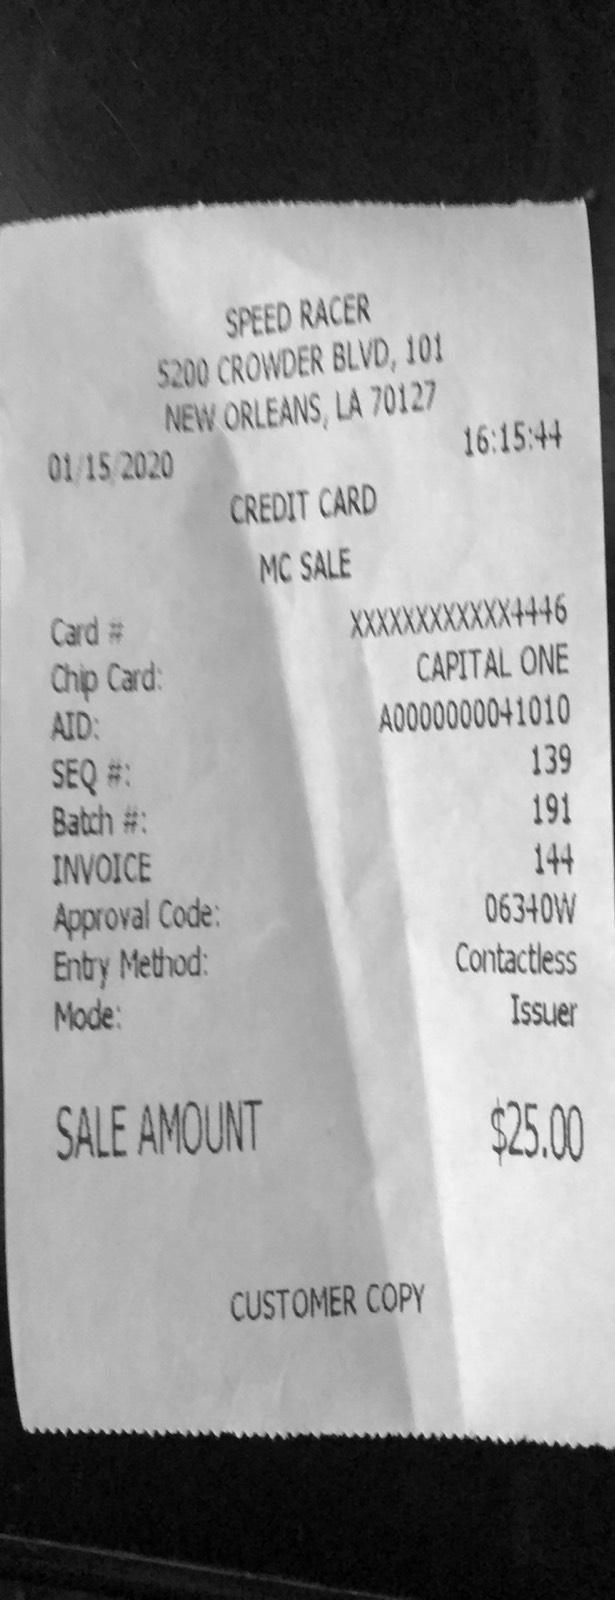 SPEED RACER
5200 CROWDER BLVD, 101
NEW ORLEANS, LA 70127
01/15/2020 16:15:44
CREDIT CARD
MC SALE
Card # XXXXXXXXXXXX4446
Chip Card: CAPITAL ONE
AID: A0000000041010
SEQ #: 139
Batch #: 191
INVOICE 144
Approval Code: 06340W
Entry Method: Contactless
Mode: Issuer
SALE AMOUNT $25.00
CUSTOMER COPY